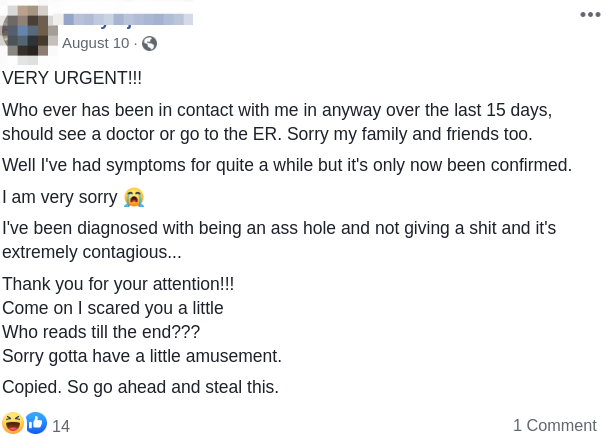 August 10 ·
VERY URGENT!!!
Who ever has been in contact with me in anyway over the last 15 days,
should see a doctor or go to the ER. Sorry my family and friends too.
Well I've had symptoms for quite a while but it's only now been confirmed.
I am very sorry 😭
I've been diagnosed with being an ass hole and not giving a shit and it's
extremely contagious...
Thank you for your attention!!!
Come on I scared you a little
Who reads till the end???
Sorry gotta have a little amusement.
Copied. So go ahead and steal this.
14
1 Comment